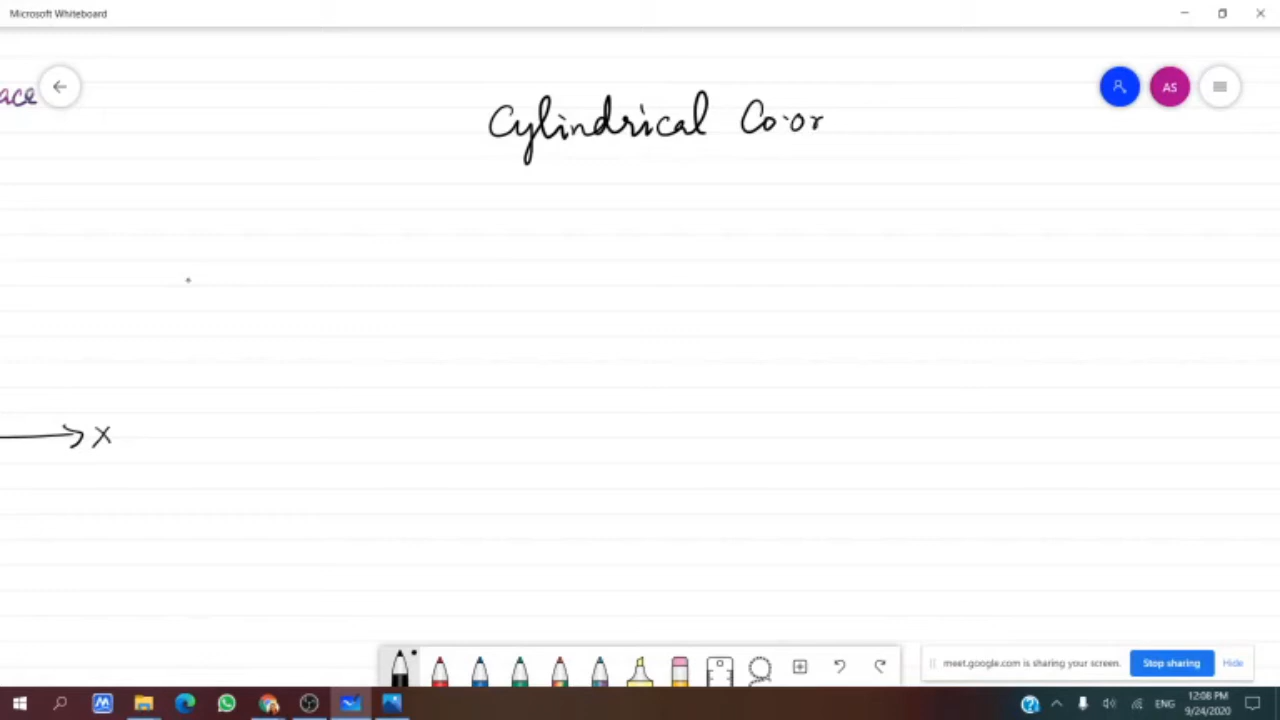 Microsoft Whiteboard
ace
AS
Cylindrical Co-or
X
meet.google.com is sharing your screen.
Stop sharing
Hide
ENG
12:08 PM
9/24/2020